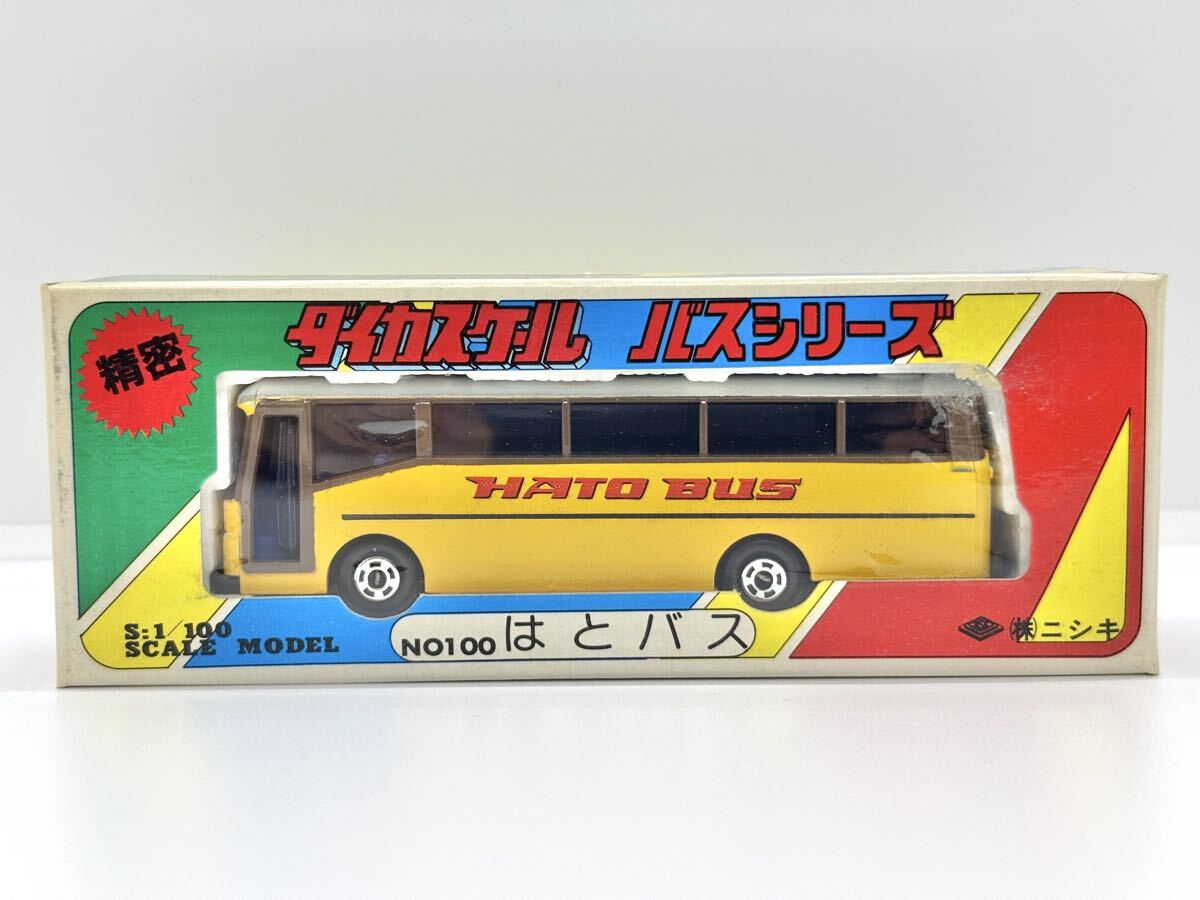 精密
ダイカスケール バスシリーズ
HATO BUS
S:1 100
SCALE MODEL
NO100 はとバス
㈱ニシキ